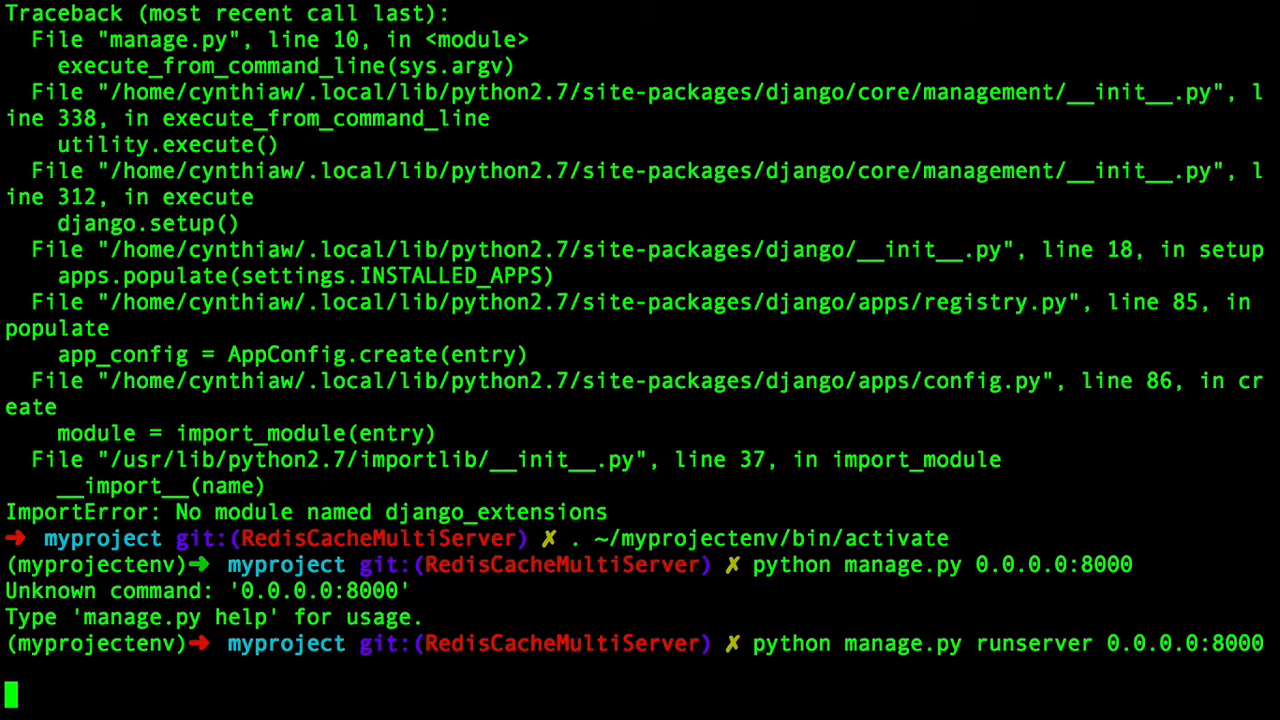 Traceback (most recent call last):
  File "manage.py", line 10, in <module>
    execute_from_command_line(sys.argv)
  File "/home/cynthiaw/.local/lib/python2.7/site-packages/django/core/management/__init__.py", l
ine 338, in execute_from_command_line
    utility.execute()
  File "/home/cynthiaw/.local/lib/python2.7/site-packages/django/core/management/__init__.py", l
ine 312, in execute
    django.setup()
  File "/home/cynthiaw/.local/lib/python2.7/site-packages/django/__init__.py", line 18, in setup
    apps.populate(settings.INSTALLED_APPS)
  File "/home/cynthiaw/.local/lib/python2.7/site-packages/django/apps/registry.py", line 85, in
populate
    app_config = AppConfig.create(entry)
  File "/home/cynthiaw/.local/lib/python2.7/site-packages/django/apps/config.py", line 86, in cr
eate
    module = import_module(entry)
  File "/usr/lib/python2.7/importlib/__init__.py", line 37, in import_module
    __import__(name)
ImportError: No module named django_extensions
➜ myproject git:(RedisCacheMultiServer) ✗ . ~/myprojectenv/bin/activate
(myprojectenv)➜ myproject git:(RedisCacheMultiServer) ✗ python manage.py 0.0.0.0:8000
Unknown command: '0.0.0.0:8000'
Type 'manage.py help' for usage.
(myprojectenv)➜ myproject git:(RedisCacheMultiServer) ✗ python manage.py runserver 0.0.0.0:8000